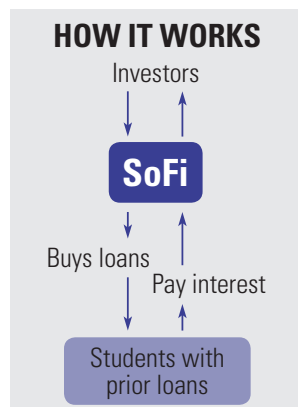 HOW IT WORKS
Investors
SoFi
Buys loans
Pay interest
Students with
prior loans